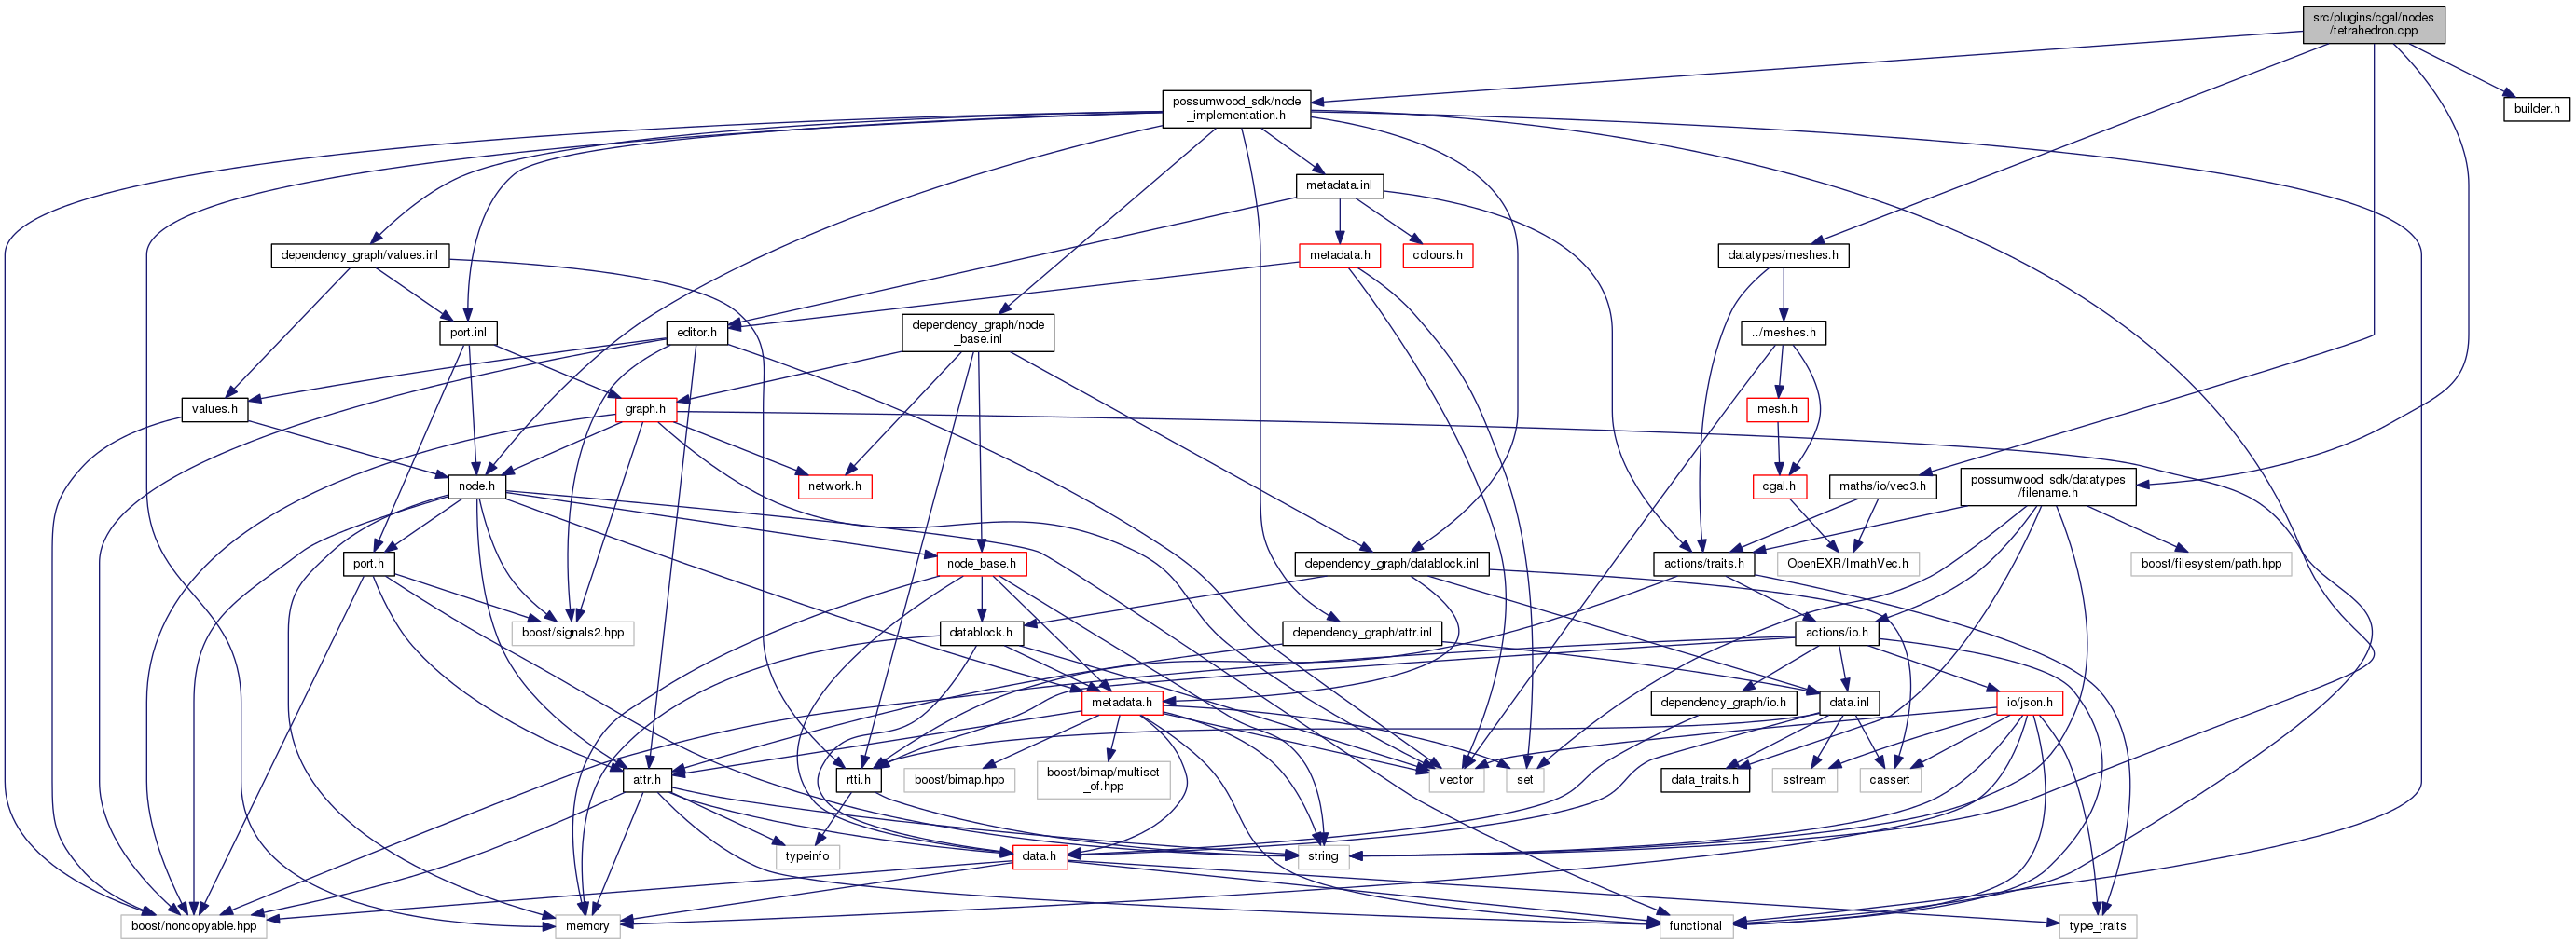 src/plugins/cgal/nodes
/tetrahedron.cpp
possumwood_sdk/node
_implementation.h
builder.h
metadata.inl
dependency_graph/values.inl
metadata.h
colours.h
datatypes/meshes.h
port.inl
editor.h
dependency_graph/node
_base.inl
../meshes.h
values.h
graph.h
mesh.h
node.h
network.h
cgal.h
maths/io/vec3.h
possumwood_sdk/datatypes
/filename.h
port.h
node_base.h
dependency_graph/datablock.inl
actions/traits.h
OpenEXR/ImathVec.h
boost/filesystem/path.hpp
boost/signals2.hpp
datablock.h
dependency_graph/attr.inl
actions/io.h
metadata.h
dependency_graph/io.h
data.inl
io/json.h
attr.h
rtti.h
boost/bimap.hpp
boost/bimap/multiset
_of.hpp
vector
set
data_traits.h
sstream
cassert
typeinfo
data.h
string
boost/noncopyable.hpp
memory
functional
type_traits